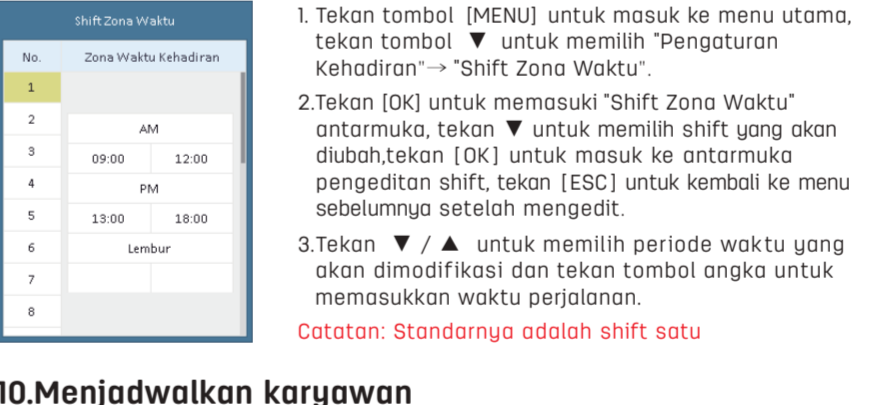 Shift Zona Waktu
No. Zona Waktu Kehadiran
1
2
AM
3
09:00 12:00
4
PM
5
13:00 18:00
6
Lembur
7
8
1. Tekan tombol [MENU] untuk masuk ke menu utama,
tekan tombol ▼ untuk memilih "Pengaturan
Kehadiran"→ "Shift Zona Waktu".
2.Tekan [OK] untuk memasuki "Shift Zona Waktu"
antarmuka, tekan ▼ untuk memilih shift yang akan
diubah,tekan [OK] untuk masuk ke antarmuka
pengeditan shift, tekan [ESC] untuk kembali ke menu
sebelumnya setelah mengedit.
3.Tekan ▼ / ▲ untuk memilih periode waktu yang
akan dimodifikasi dan tekan tombol angka untuk
memasukkan waktu perjalanan.
Catatan: Standarnya adalah shift satu
10.Menjadwalkan karyawan